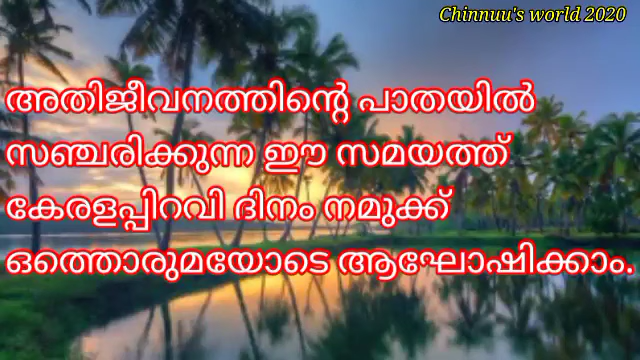 Chinnuu's world 2020
അതിജീവനത്തിന്റെ പാതയിൽ
സഞ്ചരിക്കുന്ന ഈ സമയത്ത്
കേരളപ്പിറവി ദിനം നമുക്ക്
ഒത്തൊരുമയോടെ ആഘോഷിക്കാം.